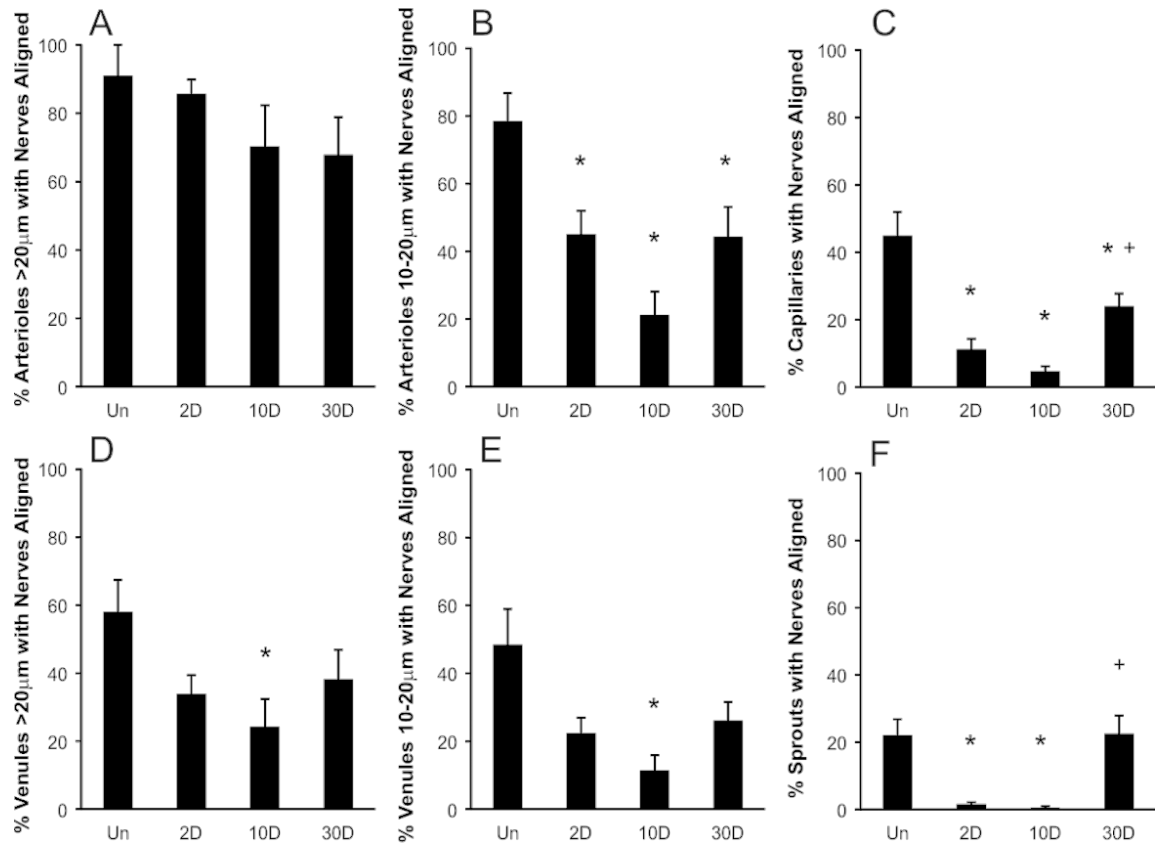 A
% Arterioles >20μm with Nerves Aligned
100
80
60
40
20
0
Un 2D 10D 30D
B
% Arterioles 10-20μm with Nerves Aligned
100
80
60
40
20
0
*
*
*
Un 2D 10D 30D
C
% Capillaries with Nerves Aligned
100
80
60
40
20
0
*
*
* +
Un 2D 10D 30D
D
% Venules >20μm with Nerves Aligned
100
80
60
40
20
0
*
Un 2D 10D 30D
E
% Venules 10-20μm with Nerves Aligned
100
80
60
40
20
0
*
Un 2D 10D 30D
F
% Sprouts with Nerves Aligned
100
80
60
40
20
0
* *
+
Un 2D 10D 30D